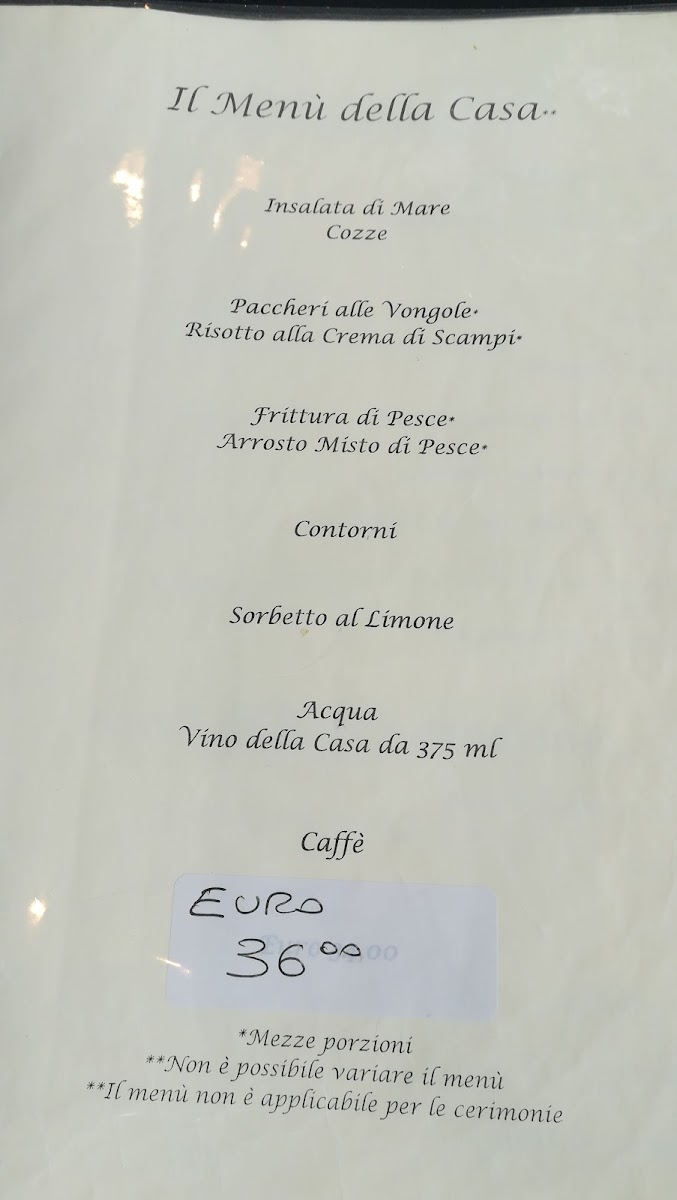 Il Menù della Casa**
Insalata di Mare
Cozze
Paccheri alle Vongole*
Risotto alla Crema di Scampi*
Frittura di Pesce*
Arrosto Misto di Pesce*
Contorni
Sorbetto al Limone
Acqua
Vino della Casa da 375 ml
Caffè
EURO
36⁰⁰
*Mezze porzioni
**Non è possibile variare il menù
**Il menù non è applicabile per le cerimonie